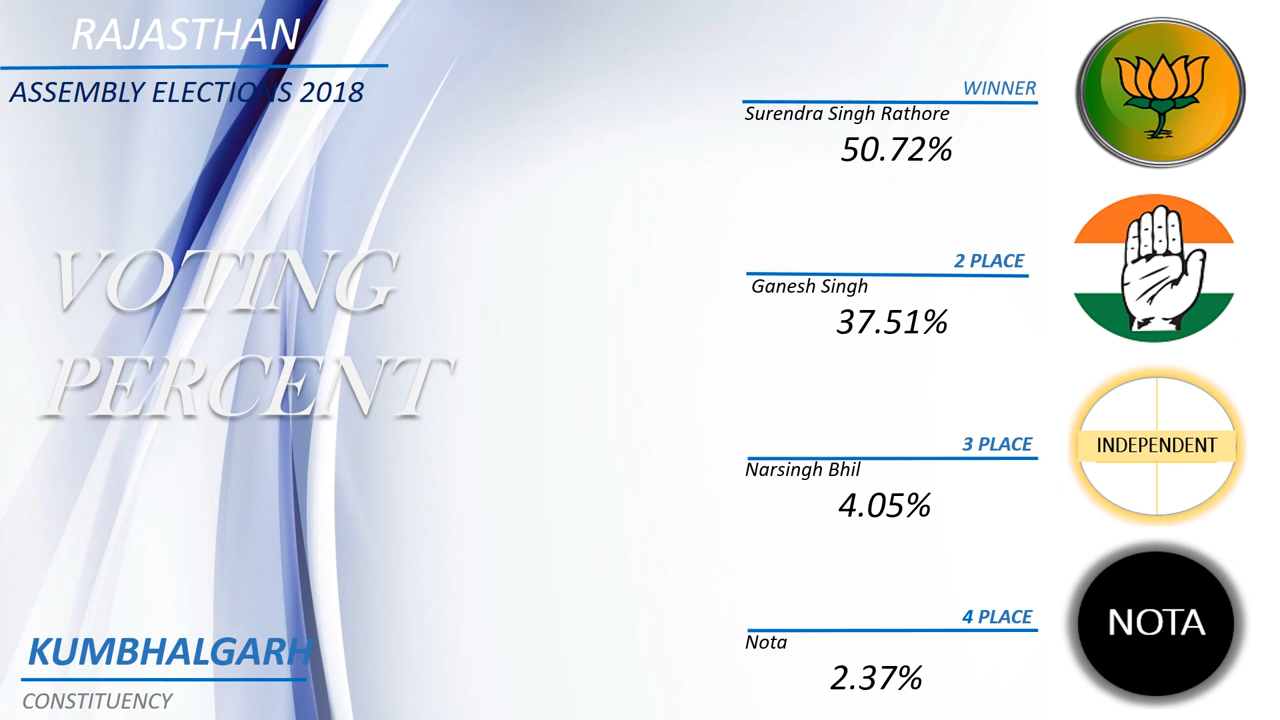 RAJASTHAN
ASSEMBLY ELECTIONS 2018
VOTING
PERCENT
KUMBHALGARH
CONSTITUENCY
WINNER
Surendra Singh Rathore
50.72%
2 PLACE
Ganesh Singh
37.51%
3 PLACE
Narsingh Bhil
4.05%
INDEPENDENT
4 PLACE
Nota
2.37%
NOTA